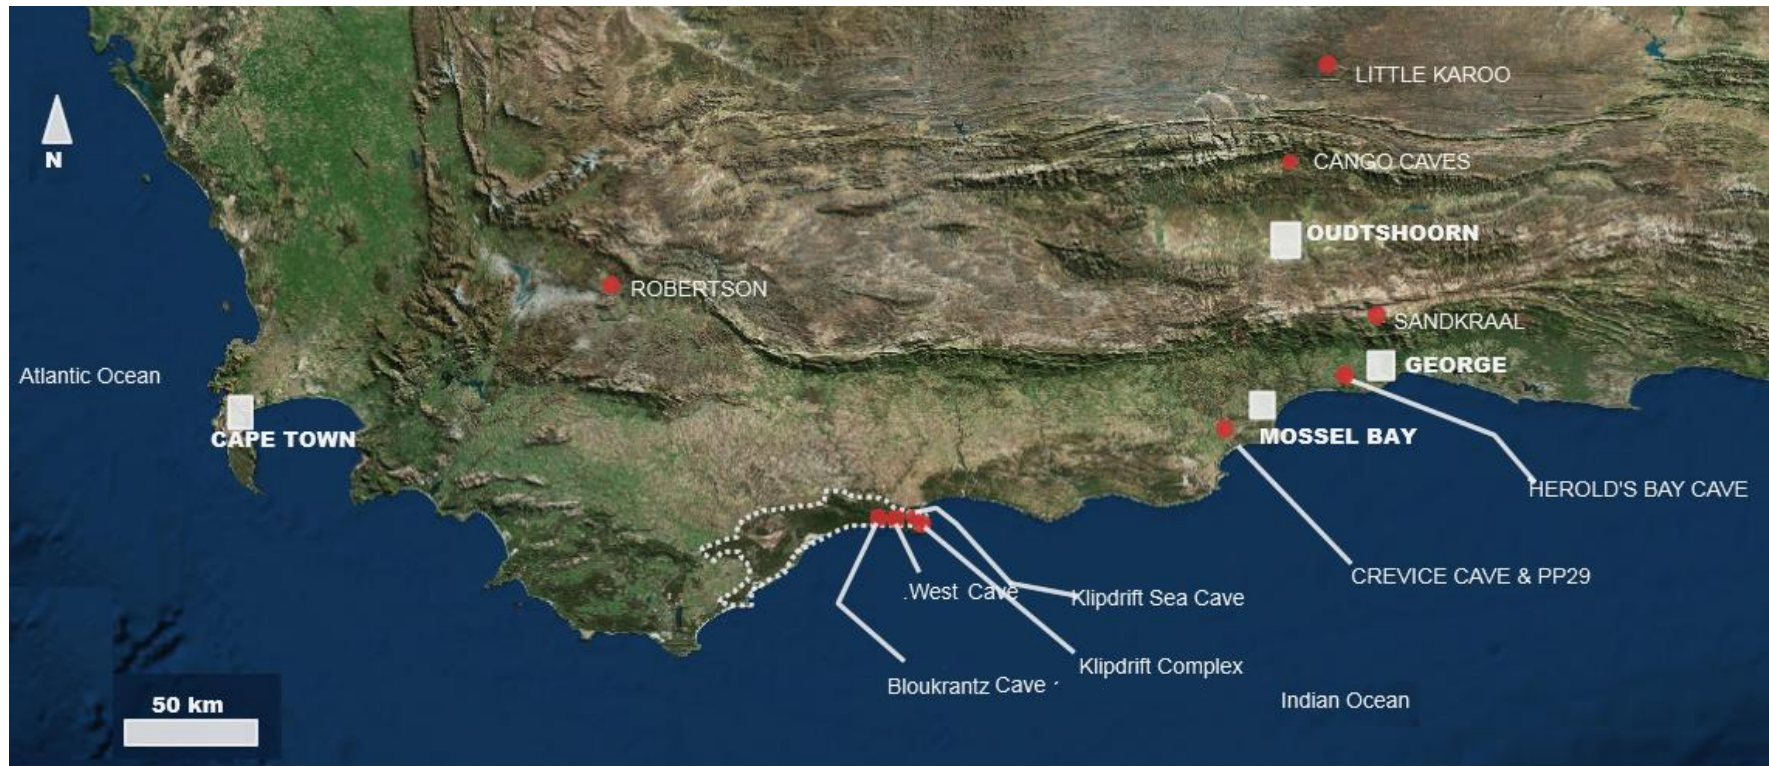 LITTLE KAROO
N
CANGO CAVES
OUDTSHOORN
ROBERTSON
SANDKRAAL
GEORGE
Atlantic Ocean
CAPE TOWN
MOSSEL BAY
HEROLD'S BAY CAVE
CREVICE CAVE & PP29
.West Cave
Klipdrift Sea Cave
Klipdrift Complex
Bloukrantz Cave
Indian Ocean
50 km